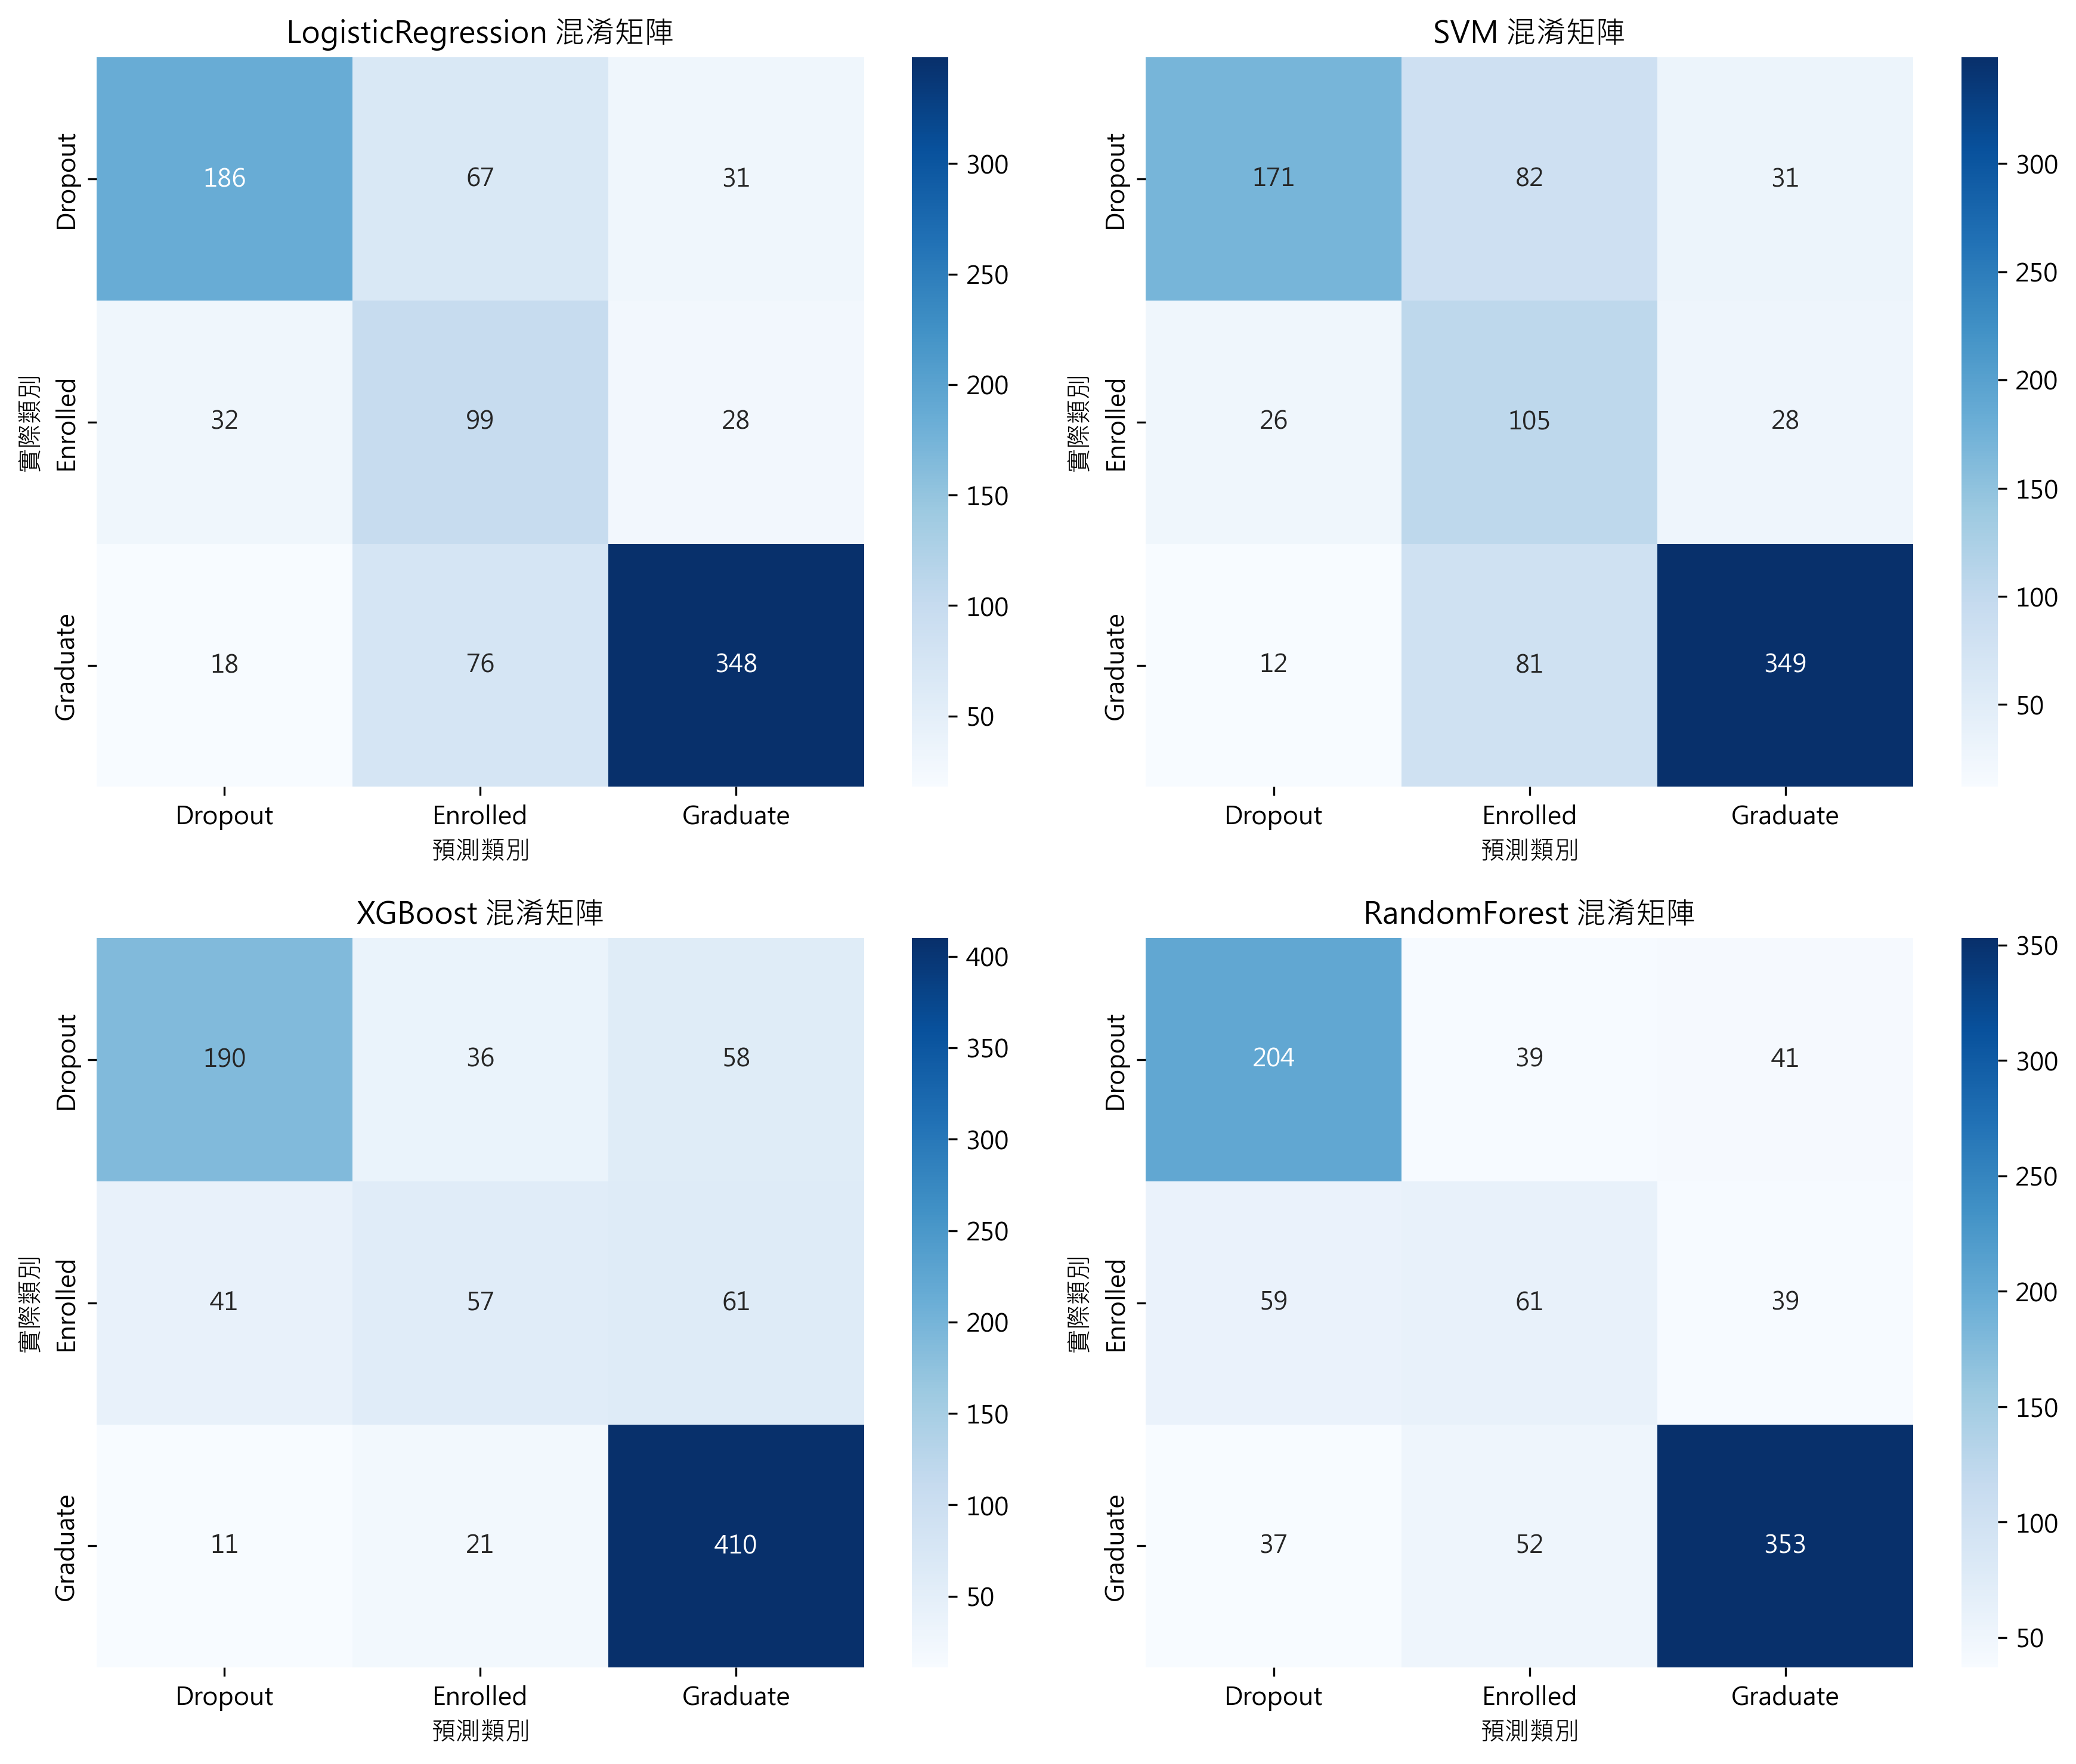 LogisticRegression 混淆矩陣
實際類別
Dropout
Enrolled
Graduate
186 67 31
32 99 28
18 76 348
Dropout Enrolled Graduate
預測類別
300
250
200
150
100
50
SVM 混淆矩陣
實際類別
Dropout
Enrolled
Graduate
171 82 31
26 105 28
12 81 349
Dropout Enrolled Graduate
預測類別
300
250
200
150
100
50
XGBoost 混淆矩陣
實際類別
Dropout
Enrolled
Graduate
190 36 58
41 57 61
11 21 410
Dropout Enrolled Graduate
預測類別
400
350
300
250
200
150
100
50
RandomForest 混淆矩陣
實際類別
Dropout
Enrolled
Graduate
204 39 41
59 61 39
37 52 353
Dropout Enrolled Graduate
預測類別
350
300
250
200
150
100
50